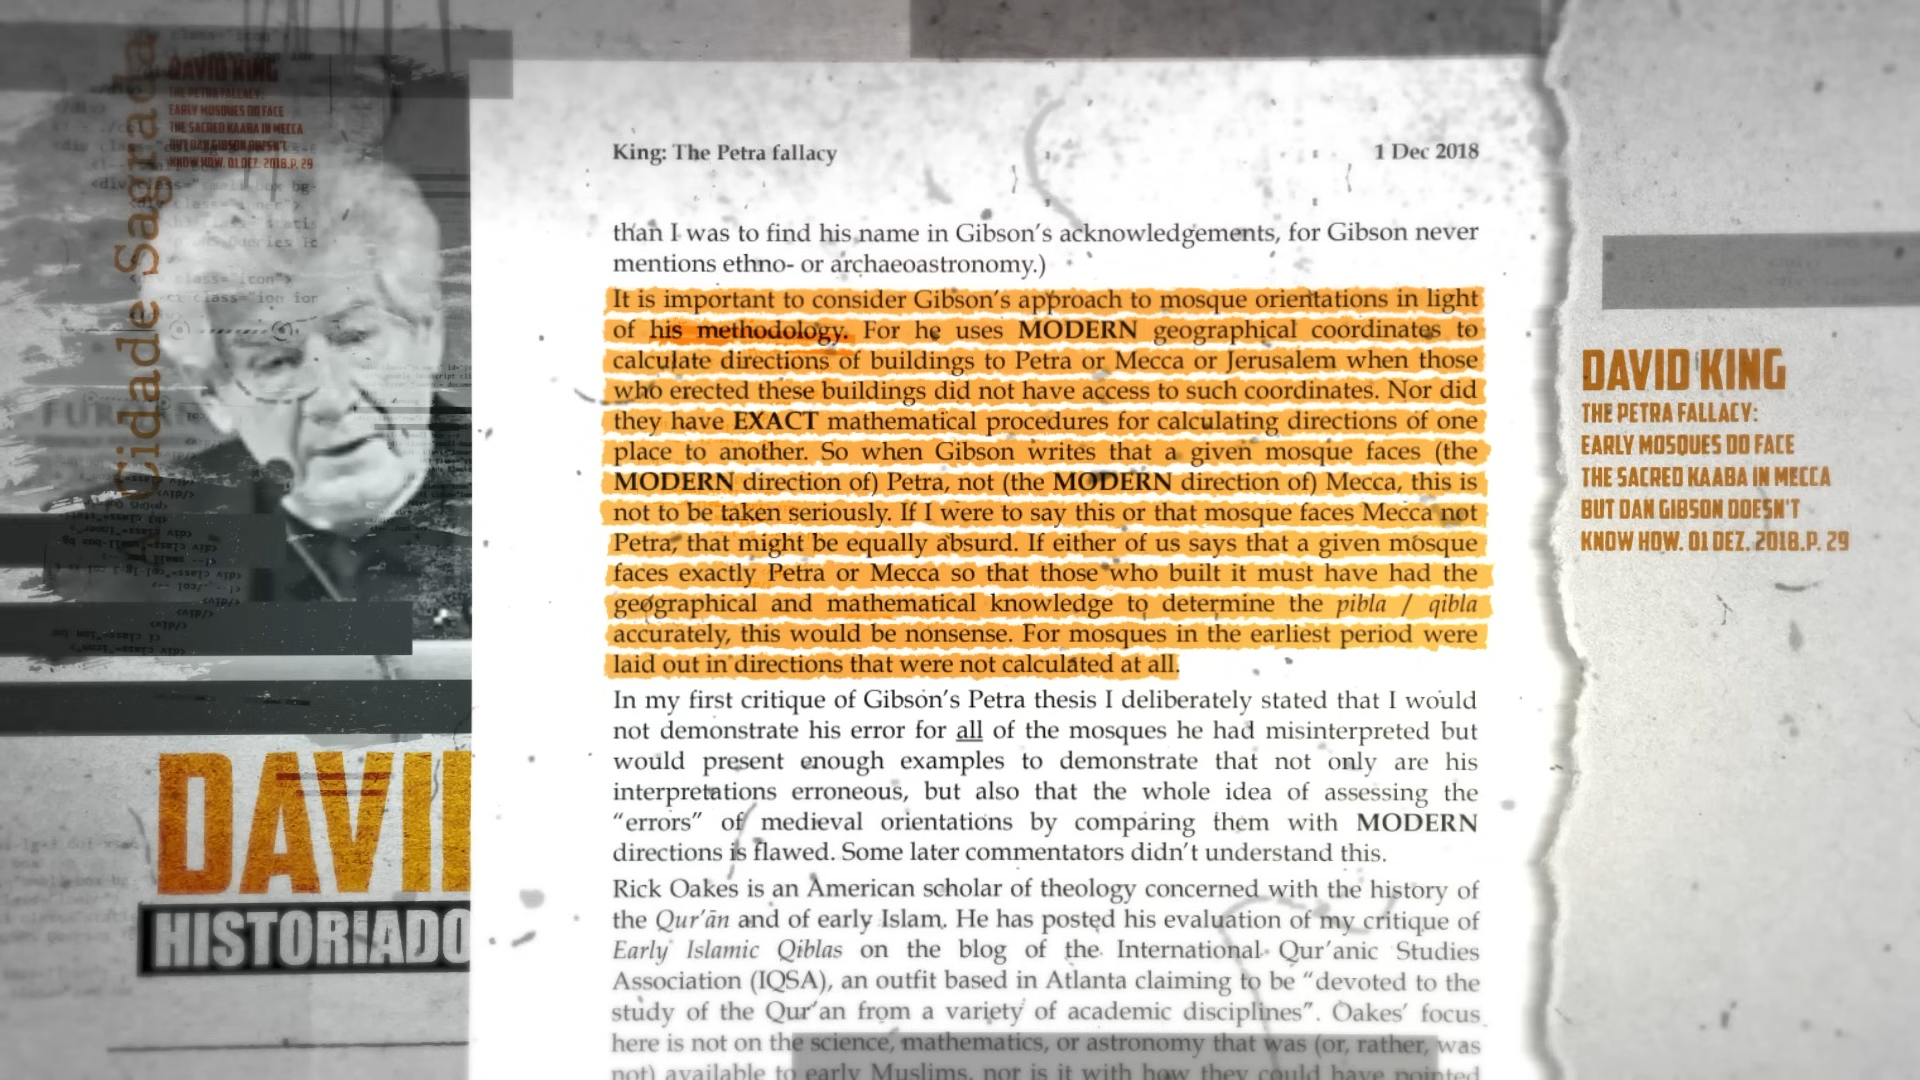 DAVID KING
THE PETRA FALLACY:
EARLY MOSQUES DO FACE
THE SACRED KAABA IN MECCA
BUT DAN GIBSON DOESN'T
KNOW HOW. 01 DEZ. 2018.P. 29
A Cidade Sagrada
DAVI
HISTORIADO
King: The Petra fallacy
1 Dec 2018
than I was to find his name in Gibson’s acknowledgements, for Gibson never
mentions ethno- or archaeoastronomy.)
It is important to consider Gibson’s approach to mosque orientations in light
of his methodology. For he uses MODERN geographical coordinates to
calculate directions of buildings to Petra or Mecca or Jerusalem when those
who erected these buildings did not have access to such coordinates. Nor did
they have EXACT mathematical procedures for calculating directions of one
place to another. So when Gibson writes that a given mosque faces (the
MODERN direction of) Petra, not (the MODERN direction of) Mecca, this is
not to be taken seriously. If I were to say this or that mosque faces Mecca not
Petra, that might be equally absurd. If either of us says that a given mosque
faces exactly Petra or Mecca so that those who built it must have had the
geographical and mathematical knowledge to determine the pibla / qibla
accurately, this would be nonsense. For mosques in the earliest period were
laid out in directions that were not calculated at all.
In my first critique of Gibson’s Petra thesis I deliberately stated that I would
not demonstrate his error for all of the mosques he had misinterpreted but
would present enough examples to demonstrate that not only are his
interpretations erroneous, but also that the whole idea of assessing the
“errors” of medieval orientations by comparing them with MODERN
directions is flawed. Some later commentators didn’t understand this.
Rick Oakes is an American scholar of theology concerned with the history of
the Qur’ān and of early Islam. He has posted his evaluation of my critique of
Early Islamic Qiblas on the blog of the International Qur’anic Studies
Association (IQSA), an outfit based in Atlanta claiming to be “devoted to the
study of the Qur’an from a variety of academic disciplines”. Oakes’ focus
here is not on the science, mathematics, or astronomy that was (or, rather, was
not) available to early Muslims, nor is it with how they could have pointed
DAVID KING
THE PETRA FALLACY:
EARLY MOSQUES DO FACE
THE SACRED KAABA IN MECCA
BUT DAN GIBSON DOESN'T
KNOW HOW. 01 DEZ. 2018.P. 29